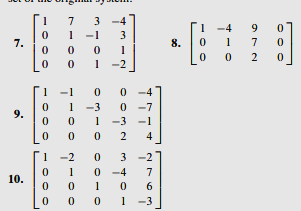 set of the original system.
7.
1 7 3 −4
0 1 −1 3
0 0 0 1
0 0 1 −2
8.
1 −4 9 0
0 1 7 0
0 0 2 0
9.
1 −1 0 0 −4
0 1 −3 0 −7
0 0 1 −3 −1
0 0 0 2 4
10.
1 −2 0 3 −2
0 1 0 −4 7
0 0 1 0 6
0 0 0 1 −3